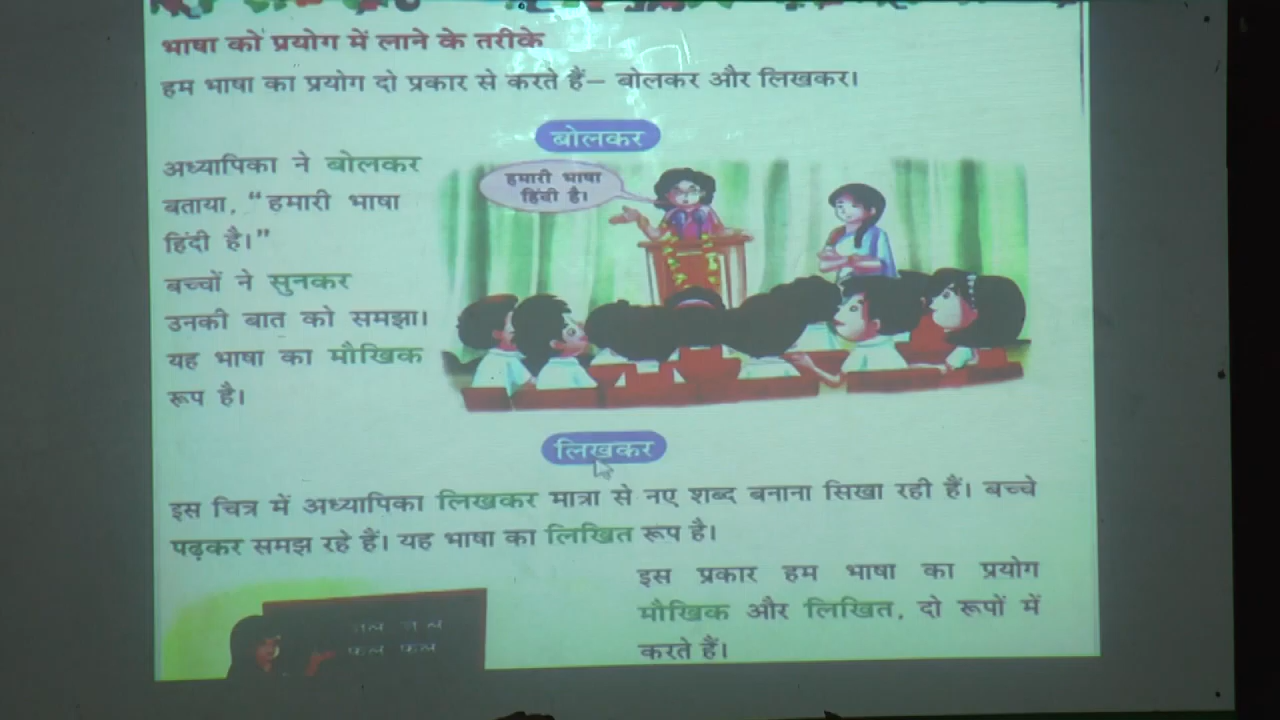 भाषा को प्रयोग में लाने के तरीके
हम भाषा का प्रयोग दो प्रकार से करते हैं– बोलकर और लिखकर।
बोलकर
अध्यापिका ने बोलकर
बताया, "हमारी भाषा
हिंदी है।"
बच्चों ने सुनकर
उनकी बात को समझा।
यह भाषा का मौखिक
रूप है।
हमारी भाषा
हिंदी है।
लिखकर
इस चित्र में अध्यापिका लिखकर मात्रा से नए शब्द बनाना सिखा रही हैं। बच्चे
पढ़कर समझ रहे हैं। यह भाषा का लिखित रूप है।
इस प्रकार हम भाषा का प्रयोग
मौखिक और लिखित, दो रूपों में
करते हैं।
फल फल